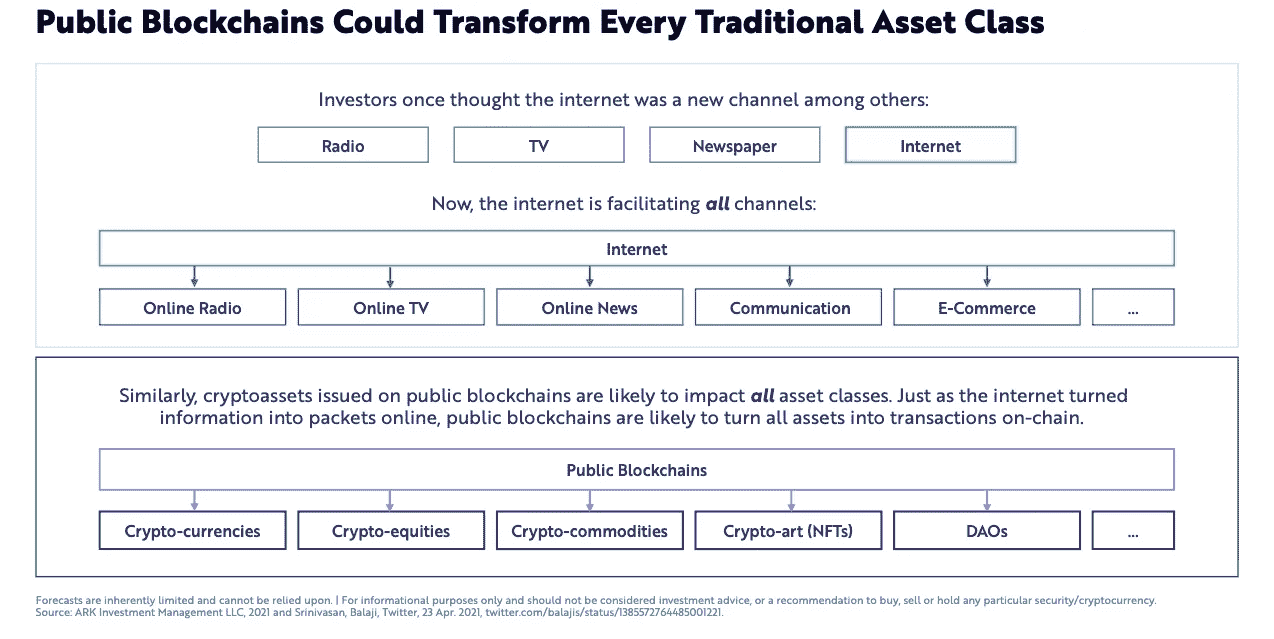 Public Blockchains Could Transform Every Traditional Asset Class
Investors once thought the internet was a new channel among others:
Radio
TV
Newspaper
Internet
Now, the internet is facilitating all channels:
Internet
Online Radio
Online TV
Online News
Communication
E-Commerce
...
Similarly, cryptoassets issued on public blockchains are likely to impact all asset classes. Just as the internet turned
information into packets online, public blockchains are likely to turn all assets into transactions on-chain.
Public Blockchains
Crypto-currencies
Crypto-equities
Crypto-commodities
Crypto-art (NFTs)
DAOs
...
Forecasts are inherently limited and cannot be relied upon. | For informational purposes only and should not be considered investment advice, or a recommendation to buy, sell or hold any particular security/cryptocurrency.
Source: ARK Investment Management LLC, 2021 and Srinivasan, Balaji, Twitter, 23 Apr. 2021, twitter.com/balajis/status/1385572764485001221.